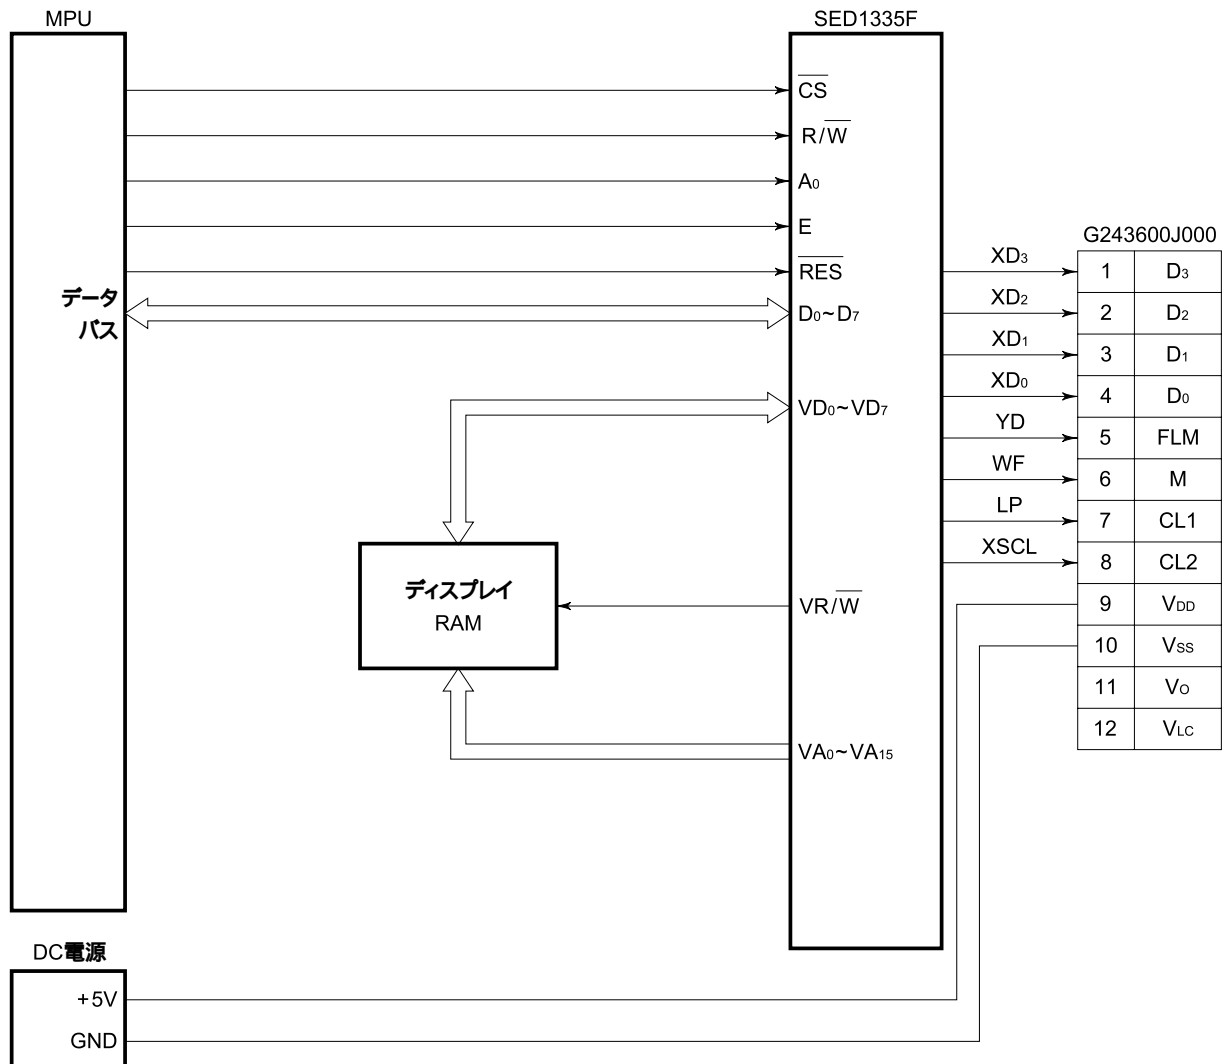 MPU
SED1335F
C̅S̅
R/W̅
A0
E
R̅E̅S̅
データ
バス
D0~D7
VD0~VD7
ディスプレイ
RAM
VR/W̅
VA0~VA15
G243600J000
XD3
1 D3
XD2
2 D2
XD1
3 D1
XD0
4 D0
YD
5 FLM
WF
6 M
LP
7 CL1
XSCL
8 CL2
9 VDD
10 VSS
11 VO
12 VLC
DC電源
+5V
GND